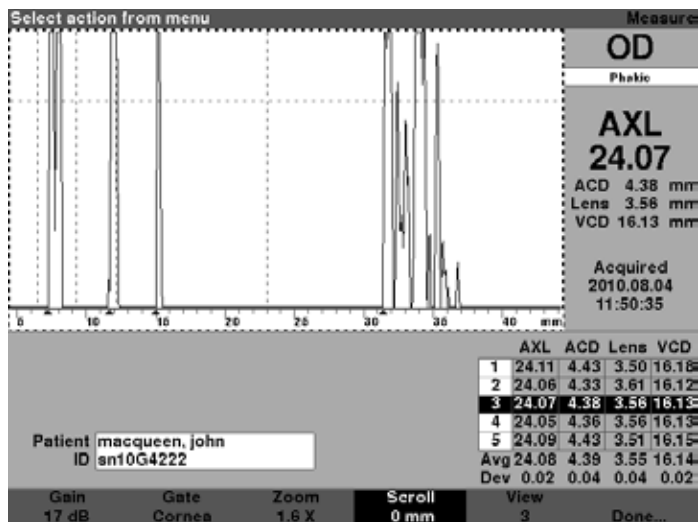 Select action from menu
Measure
OD
Phakic
AXL
24.07
ACD 4.38 mm
Lens 3.56 mm
VCD 16.13 mm
Acquired
2010.08.04
11:50:35
5 10 15 20 25 30 35 40 mm
AXL ACD Lens VCD
1 24.11 4.43 3.50 16.18
2 24.06 4.33 3.61 16.12
3 24.07 4.38 3.56 16.13
4 24.05 4.36 3.56 16.13
5 24.09 4.43 3.51 16.15
Avg 24.08 4.39 3.55 16.14
Dev 0.02 0.04 0.04 0.02
Patient macqueen, john
ID sn10G4222
Gain Gate Zoom Scroll View
17 dB Cornea 1.6 X 0 mm 3 Done...